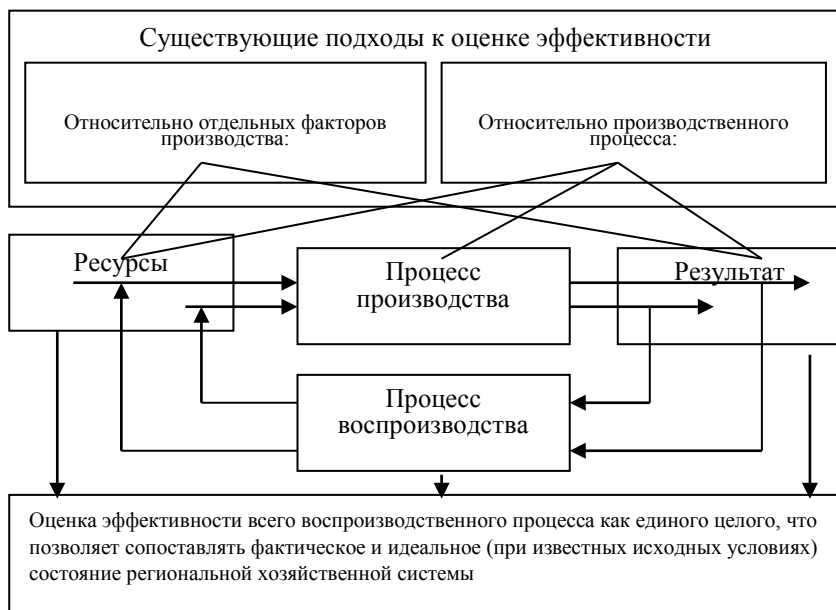 Существующие подходы к оценке эффективности
Относительно отдельных факторов
производства:
Относительно производственного
процесса:
Ресурсы
Процесс
производства
Результат
Процесс
воспроизводства
Оценка эффективности всего воспроизводственного процесса как единого целого, что
позволяет сопоставлять фактическое и идеальное (при известных исходных условиях)
состояние региональной хозяйственной системы